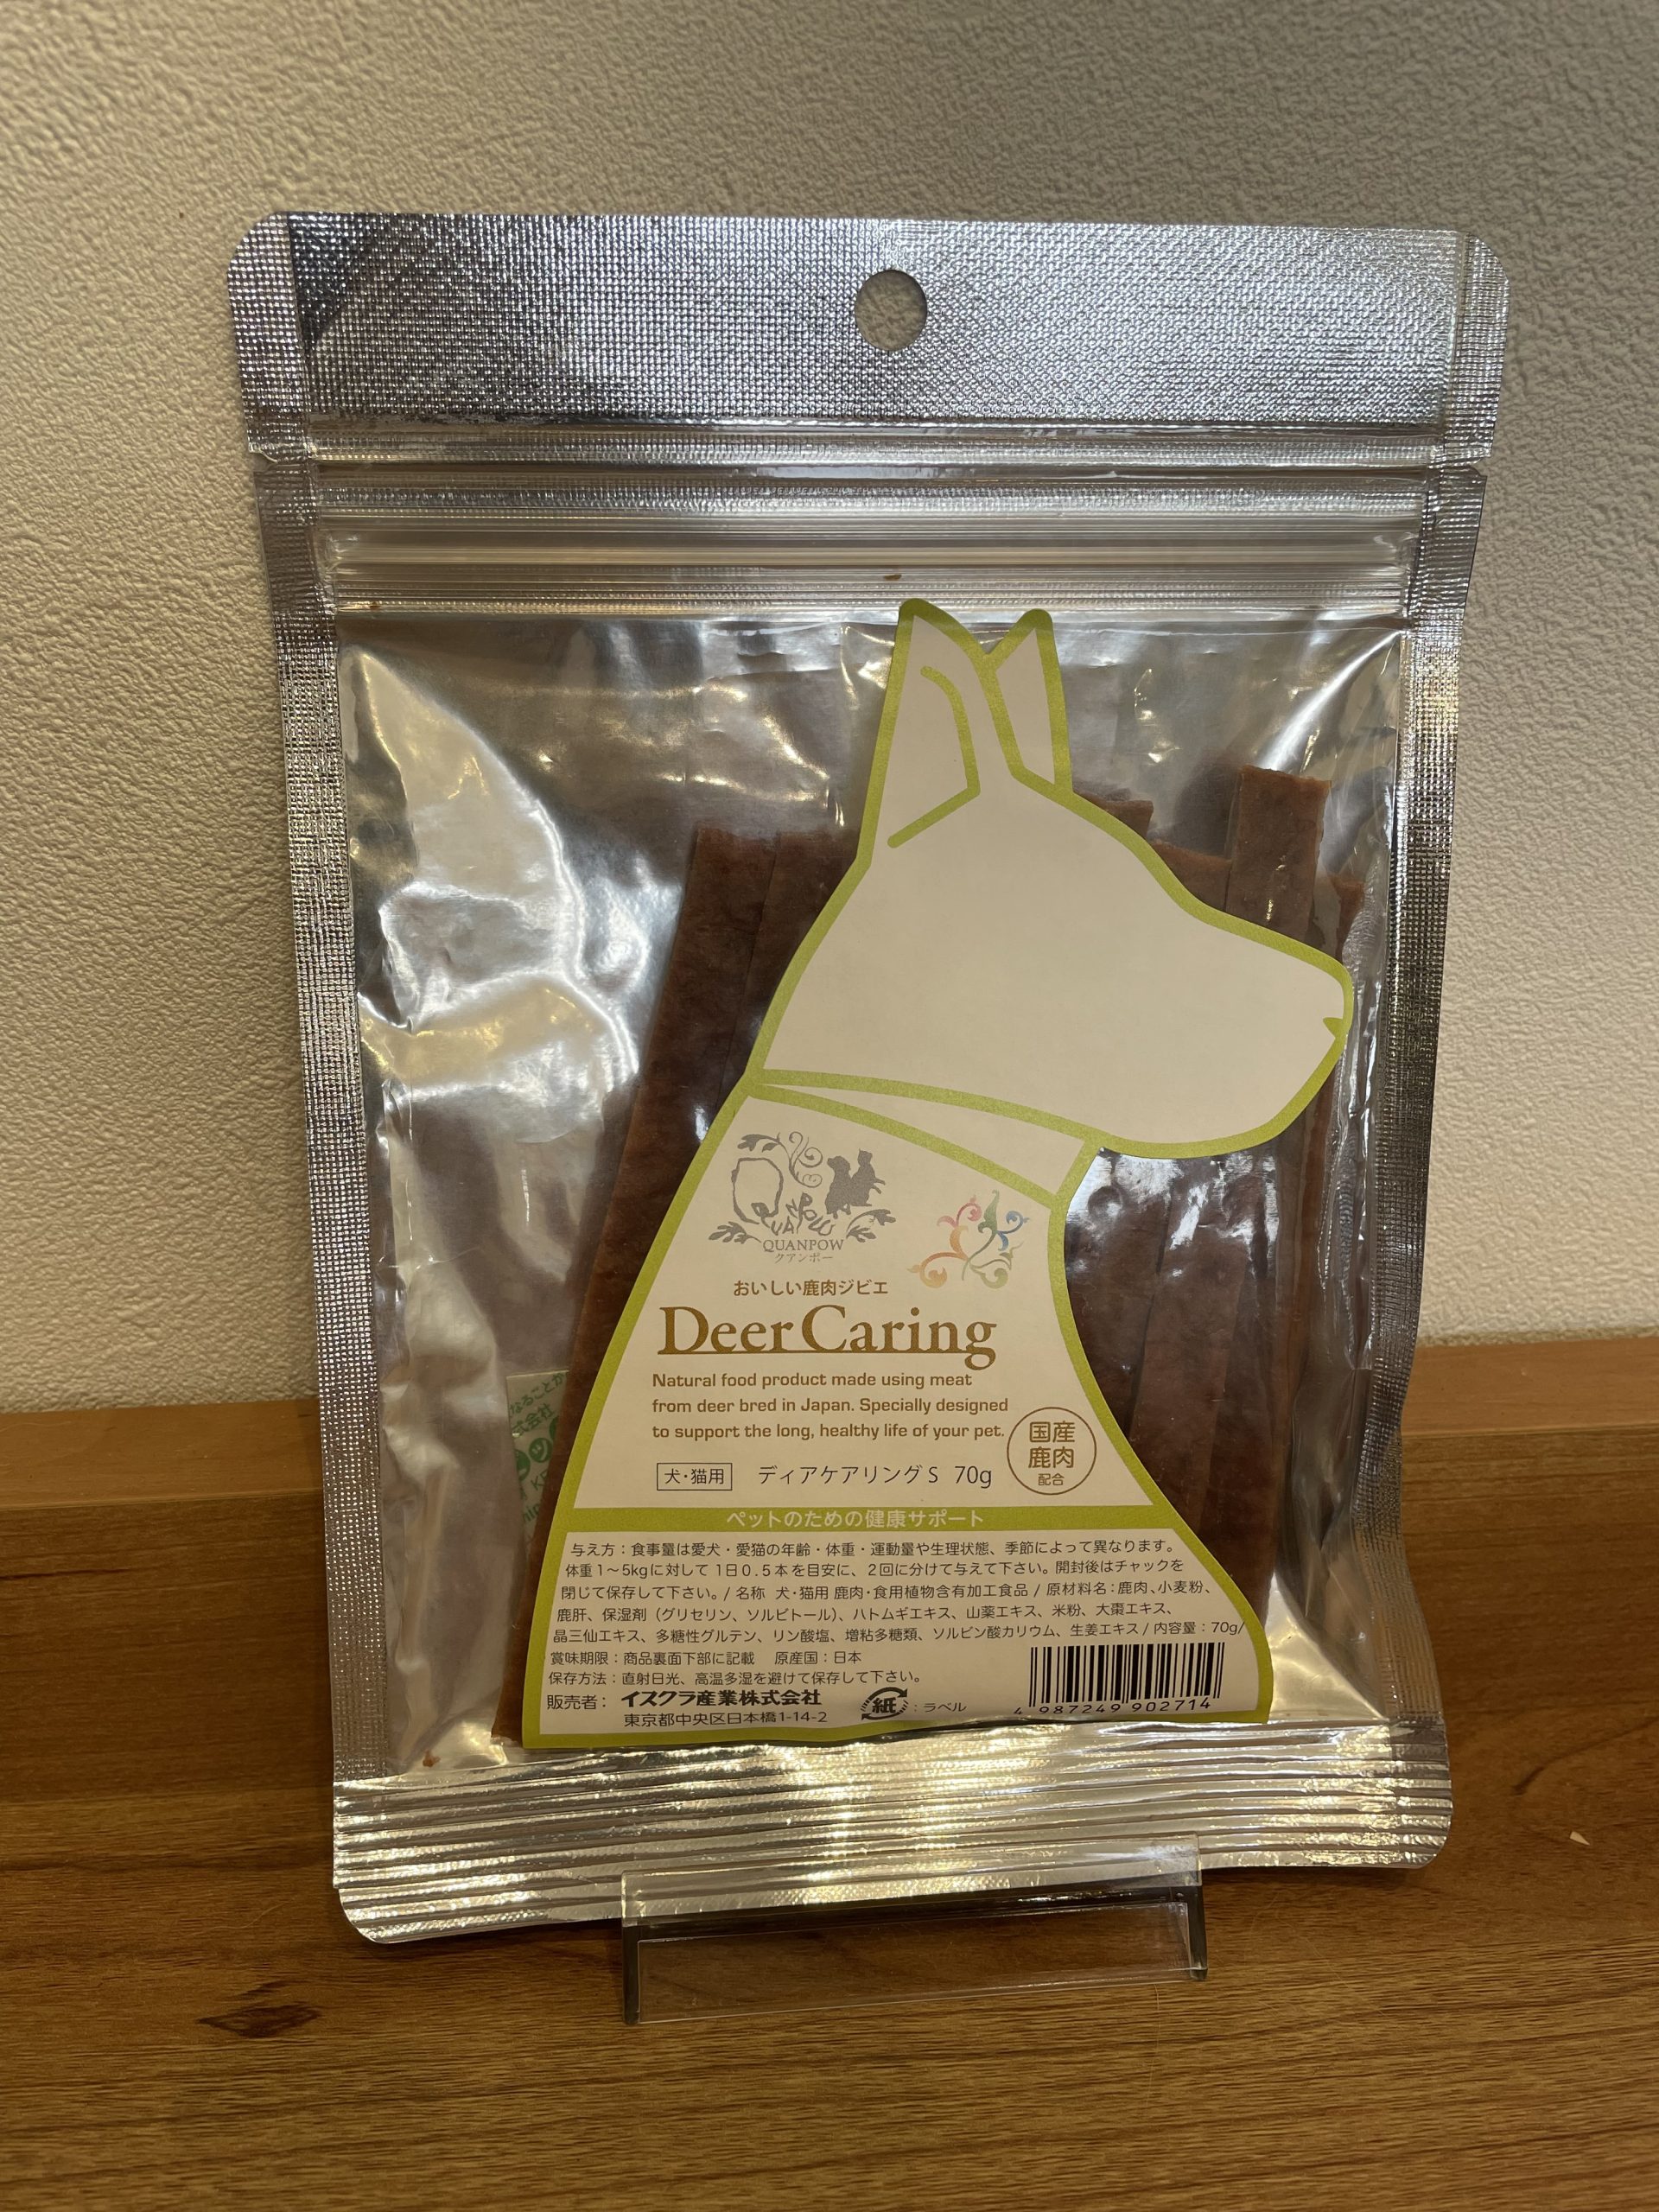 QUANPOW
QUANPOW
クアンポー
おいしい鹿肉ジビエ
Deer Caring
Natural food product made using meat
from deer bred in Japan. Specially designed
to support the long, healthy life of your pet.
国産
鹿肉
配合
犬・猫用 ディアケアリングS 70g
ペットのための健康サポート
与え方：食事量は愛犬・愛猫の年齢・体重・運動量や生理状態、季節によって異なります。
体重1～5kgに対して 1日0.5本を目安に、2回に分けて与えて下さい。開封後はチャックを
閉じて保存して下さい。/ 名称 犬・猫用 鹿肉・食用植物含有加工食品 / 原材料名：鹿肉、小麦粉、
鹿肝、保湿剤（グリセリン、ソルビトール）、ハトムギエキス、山薬エキス、米粉、大棗エキス、
晶三仙エキス、多糖性グルテン、リン酸塩、増粘多糖類、ソルビン酸カリウム、生姜エキス / 内容量：70g/
賞味期限：商品裏面下部に記載 原産国：日本
保存方法：直射日光、高温多湿を避けて保存して下さい。
販売者：イスクラ産業株式会社
東京都中央区日本橋1-14-2
紙：ラベル
4 987249 902714
なることが
式会社